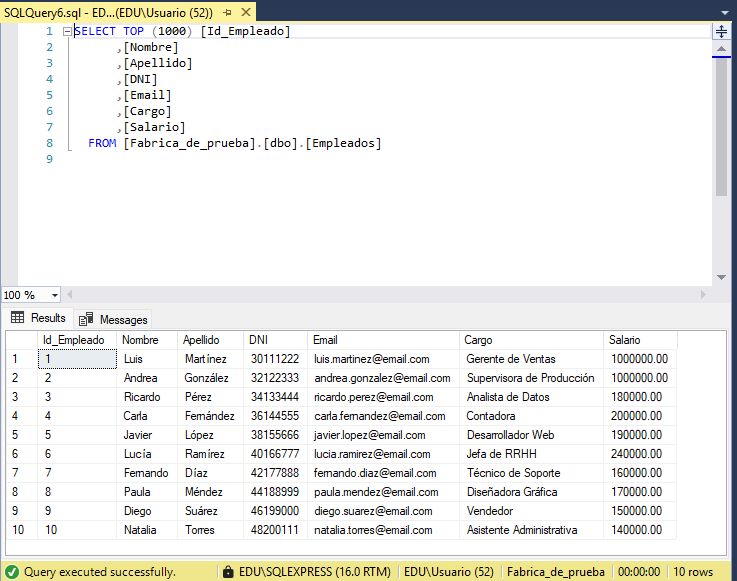 SQLQuery6.sql - ED...(EDU\Usuario (52))
1 SELECT TOP (1000) [Id_Empleado]
2 ,[Nombre]
3 ,[Apellido]
4 ,[DNI]
5 ,[Email]
6 ,[Cargo]
7 ,[Salario]
8 FROM [Fabrica_de_prueba].[dbo].[Empleados]
9
100 %
Results Messages
Id_Empleado Nombre Apellido DNI Email Cargo Salario
1 1 Luis Martínez 30111222 luis.martinez@email.com Gerente de Ventas 1000000.00
2 2 Andrea González 32122333 andrea.gonzalez@email.com Supervisora de Producción 1000000.00
3 3 Ricardo Pérez 34133444 ricardo.perez@email.com Analista de Datos 180000.00
4 4 Carla Fernández 36144555 carla.fernandez@email.com Contadora 200000.00
5 5 Javier López 38155666 javier.lopez@email.com Desarrollador Web 190000.00
6 6 Lucía Ramírez 40166777 lucia.ramirez@email.com Jefa de RRHH 240000.00
7 7 Fernando Díaz 42177888 fernando.diaz@email.com Técnico de Soporte 160000.00
8 8 Paula Méndez 44188999 paula.mendez@email.com Diseñadora Gráfica 170000.00
9 9 Diego Suárez 46199000 diego.suarez@email.com Vendedor 150000.00
10 10 Natalia Torres 48200111 natalia.torres@email.com Asistente Administrativa 140000.00
Query executed successfully. EDU\SQLEXPRESS (16.0 RTM) EDU\Usuario (52) Fabrica_de_prueba 00:00:00 10 rows